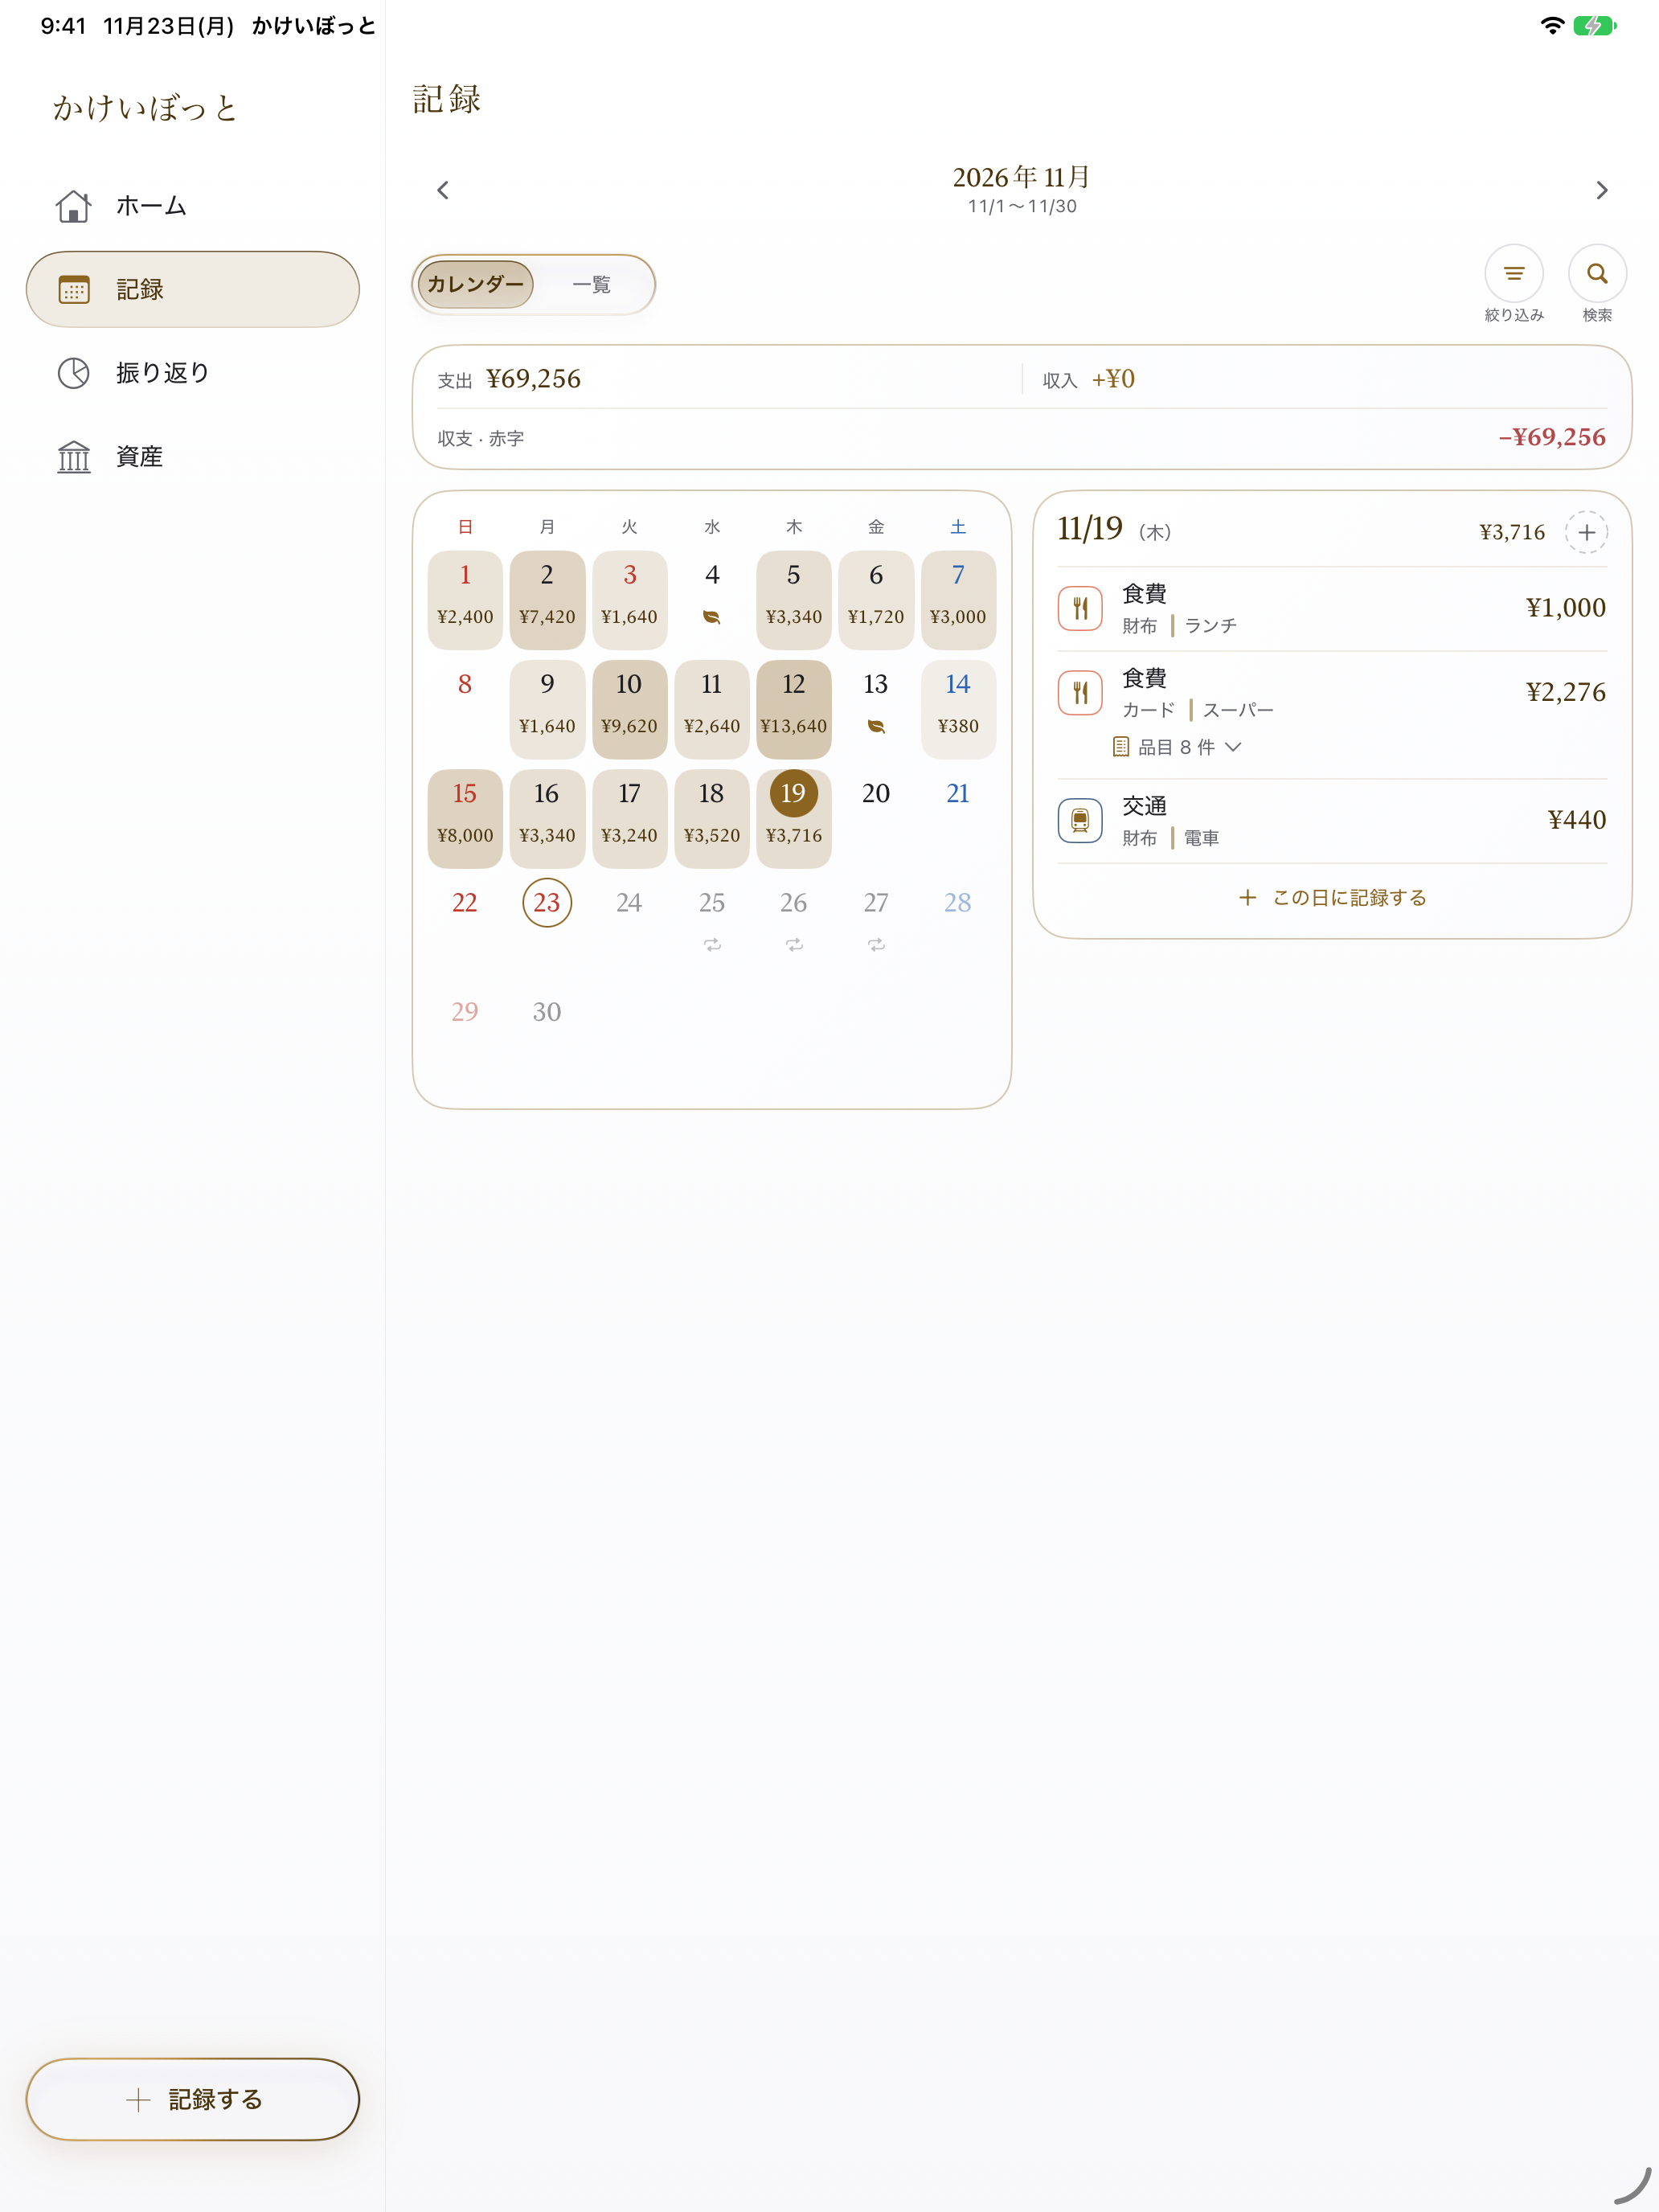 9:41 11月23日(月) かけいぼっと
かけいぼっと
ホーム
記録
振り返り
資産
記録する
記録
2026年 11月
11/1～11/30
カレンダー 一覧
絞り込み 検索
支出 ¥69,256 収入 +¥0
収支 · 赤字 −¥69,256
日 月 火 水 木 金 土
1 2 3 4 5 6 7
¥2,400 ¥7,420 ¥1,640 ¥3,340 ¥1,720 ¥3,000
8 9 10 11 12 13 14
¥1,640 ¥9,620 ¥2,640 ¥13,640 ¥380
15 16 17 18 19 20 21
¥8,000 ¥3,340 ¥3,240 ¥3,520 ¥3,716
22 23 24 25 26 27 28
29 30
11/19 （木） ¥3,716
食費
財布 ランチ ¥1,000
食費
カード スーパー ¥2,276
品目 8 件
交通
財布 電車 ¥440
この日に記録する